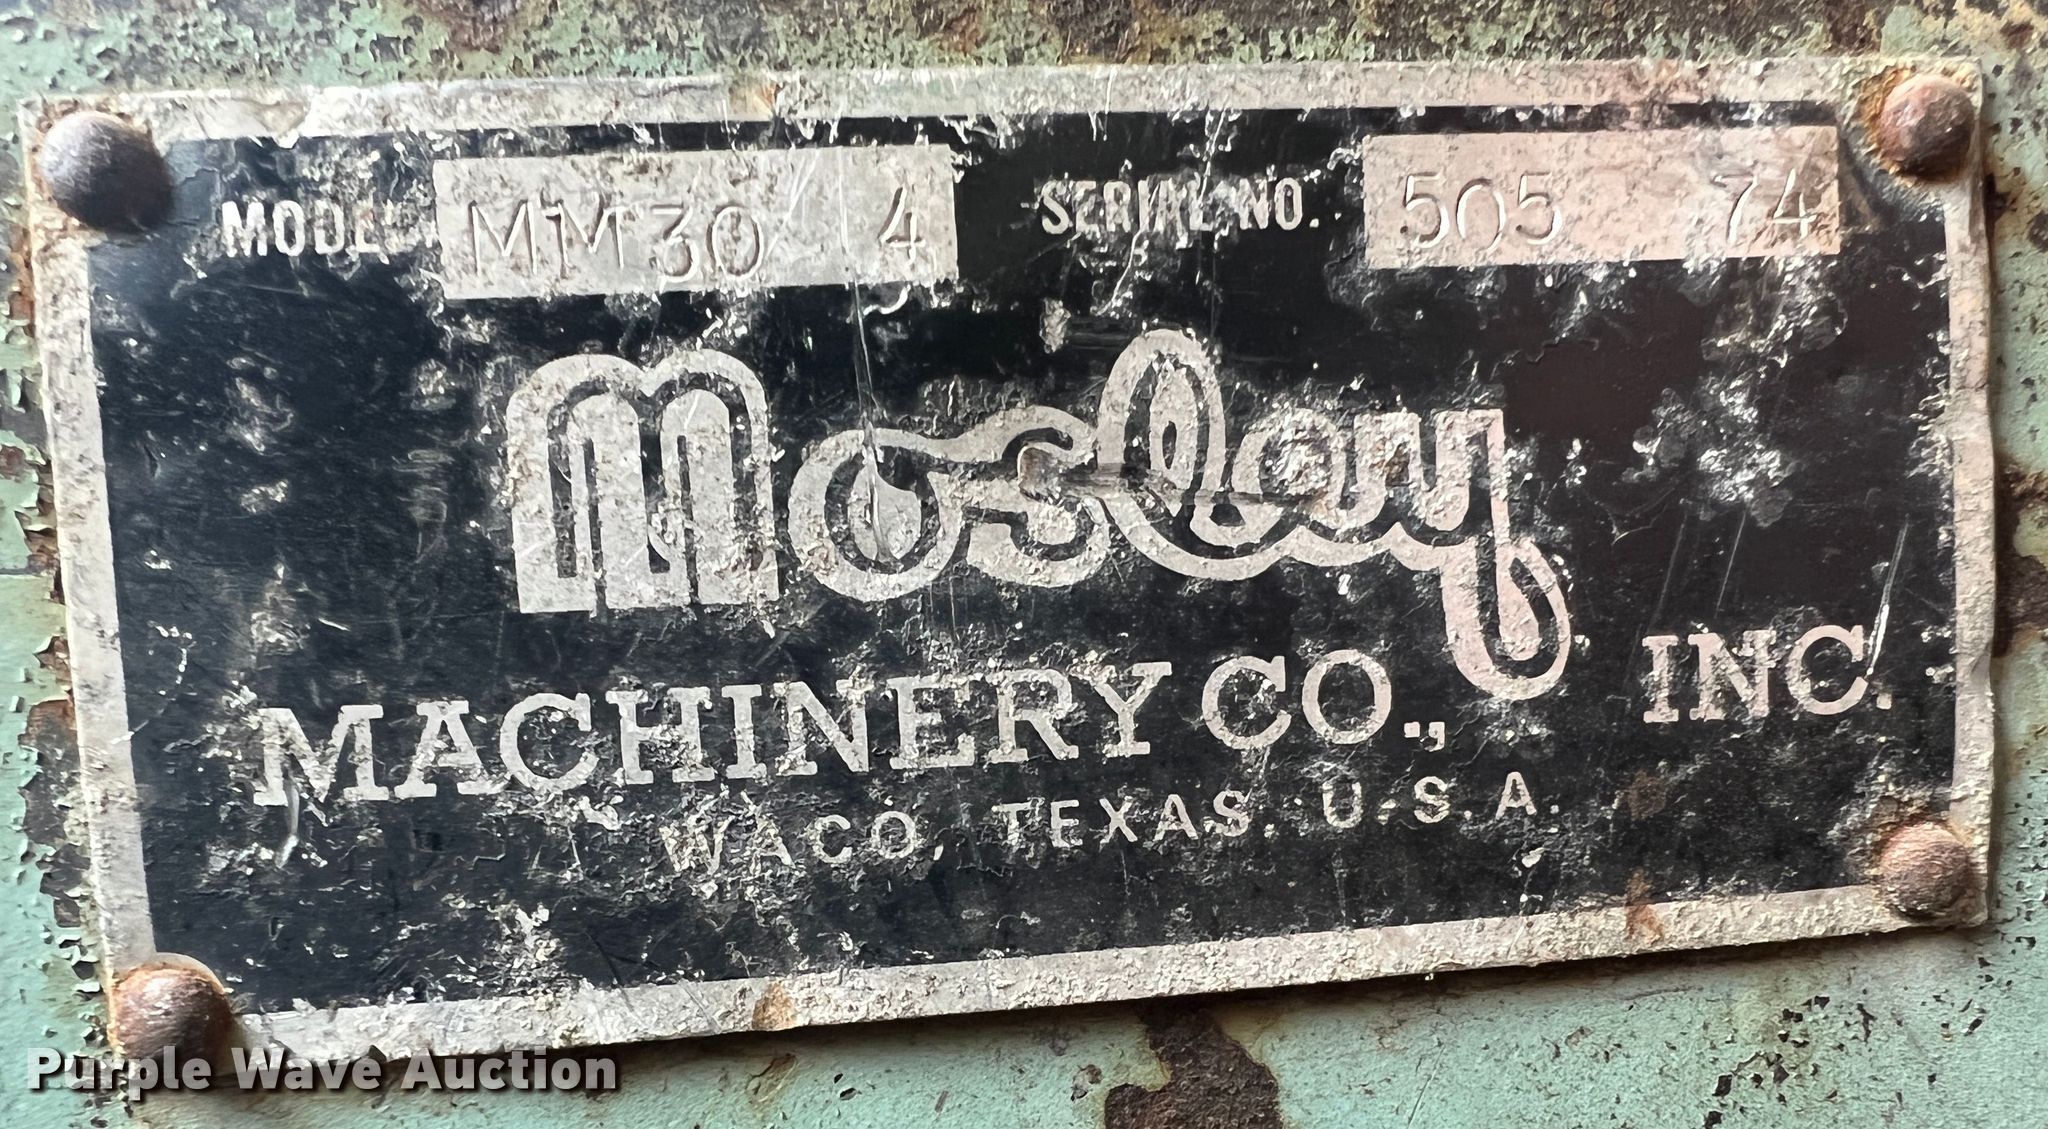 MODEL MM30 4 SERIAL NO. 505 74
Mosley
MACHINERY CO., INC.
WACO, TEXAS. U.S.A.
Purple Wave Auction